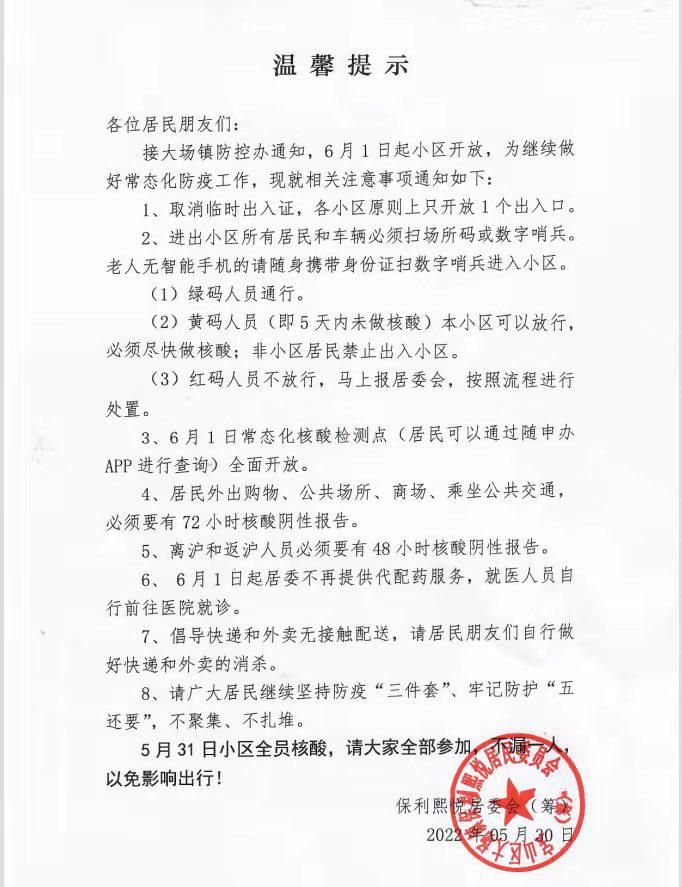 温馨提示
各位居民朋友们：
接大场镇防控办通知，6月1日起小区开放，为继续做
好常态化防疫工作，现就相关注意事项通知如下：
1、取消临时出入证，各小区原则上只开放1个出入口。
2、进出小区所有居民和车辆必须扫场所码或数字哨兵。
老人无智能手机的请随身携带身份证扫数字哨兵进入小区。
（1）绿码人员通行。
（2）黄码人员（即5天内未做核酸）本小区可以放行，
必须尽快做核酸；非小区居民禁止出入小区。
（3）红码人员不放行，马上报居委会，按照流程进行
处置。
3、6月1日常态化核酸检测点（居民可以通过随申办
APP进行查询）全面开放。
4、居民外出购物、公共场所、商场、乘坐公共交通，
必须要有72小时核酸阴性报告。
5、离沪和返沪人员必须要有48小时核酸阴性报告。
6、6月1日起居委不再提供代配药服务，就医人员自
行前往医院就诊。
7、倡导快递和外卖无接触配送，请居民朋友们自行做
好快递和外卖的消杀。
8、请广大居民继续坚持防疫“三件套”、牢记防护“五
还要”，不聚集、不扎堆。
5月31日小区全员核酸，请大家全部参加，不漏一人，
以免影响出行！
保利熙悦居委会（筹）
2022年05月30日
宝山区大场镇保利熙悦居民委员会